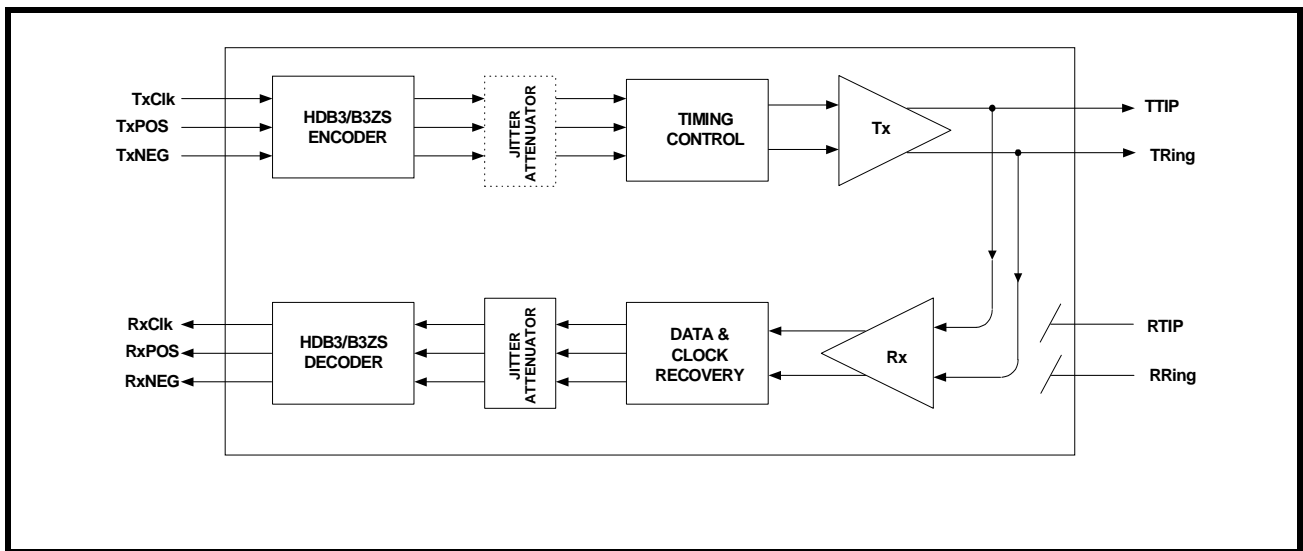 TxClk
TxPOS
TxNEG
HDB3/B3ZS
ENCODER
JITTER
ATTENUATOR
TIMING
CONTROL
Tx
TTIP
TRing
RxClk
RxPOS
RxNEG
HDB3/B3ZS
DECODER
JITTER
ATTENUATOR
DATA &
CLOCK
RECOVERY
Rx
RTIP
RRing